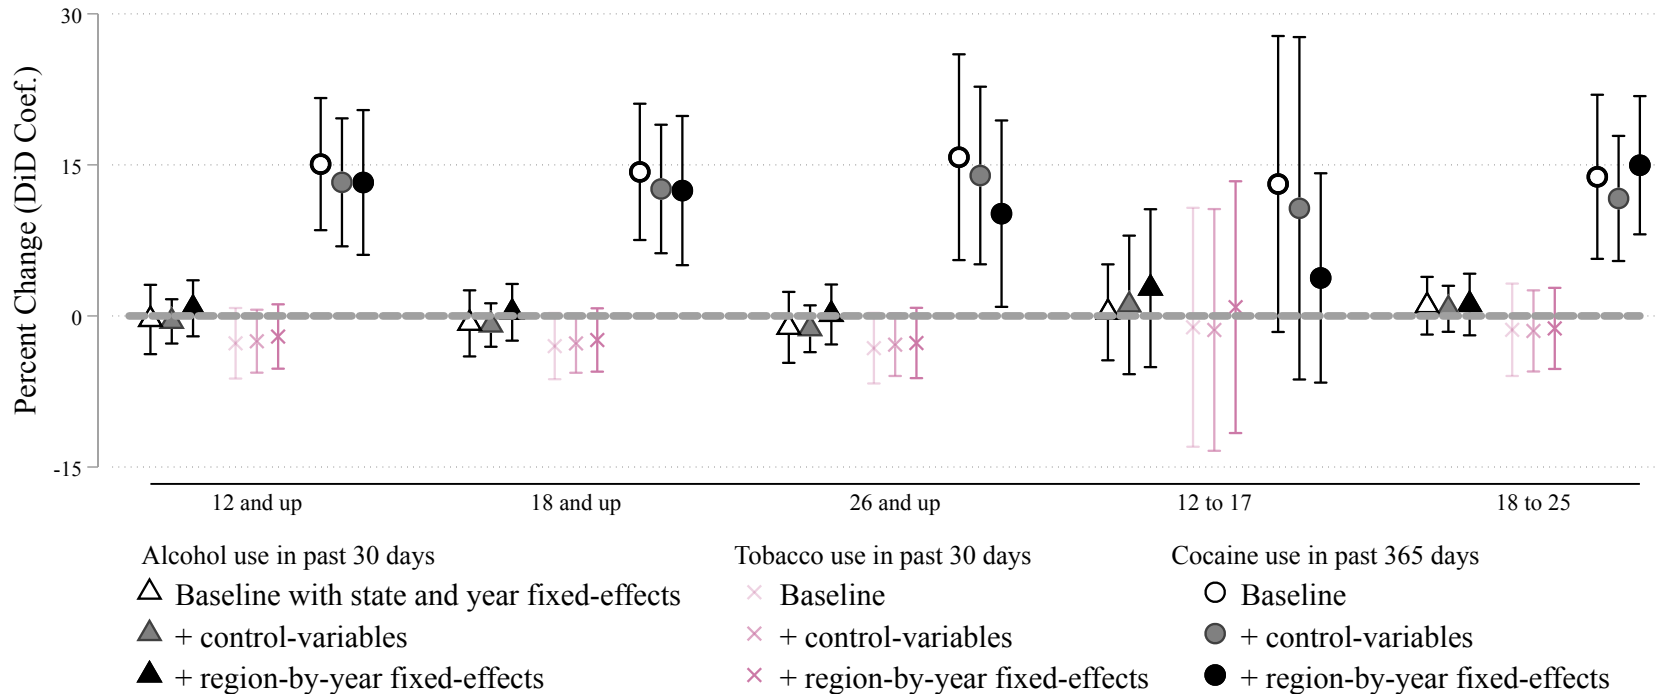 30
15
0
-15
Percent Change (DiD Coef.)
12 and up
18 and up
26 and up
12 to 17
18 to 25
Alcohol use in past 30 days
Baseline with state and year fixed-effects
+ control-variables
+ region-by-year fixed-effects
Tobacco use in past 30 days
Baseline
+ control-variables
+ region-by-year fixed-effects
Cocaine use in past 365 days
Baseline
+ control-variables
+ region-by-year fixed-effects